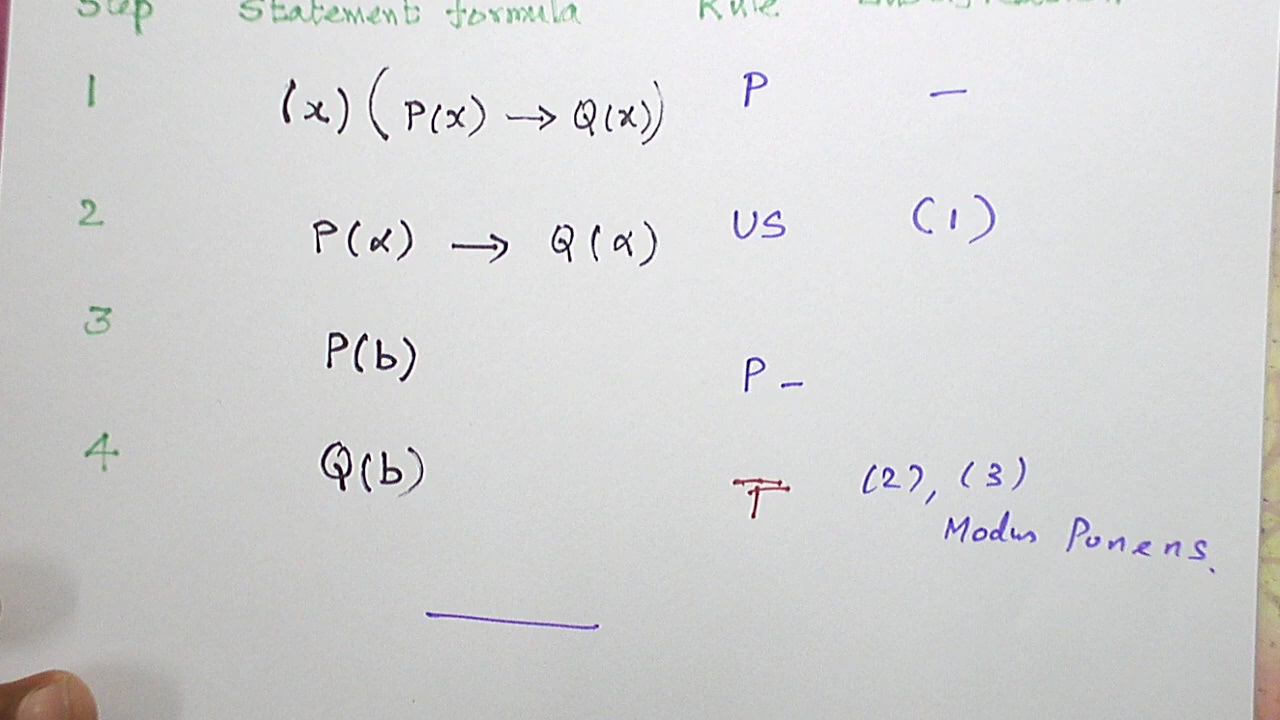 Step Statement formula Rule
1 (x) (P(x) → Q(x)) P —
2 P(α) → Q(α) US (1)
3 P(b) P –
4 Q(b) T (2), (3)
Modus Ponens.